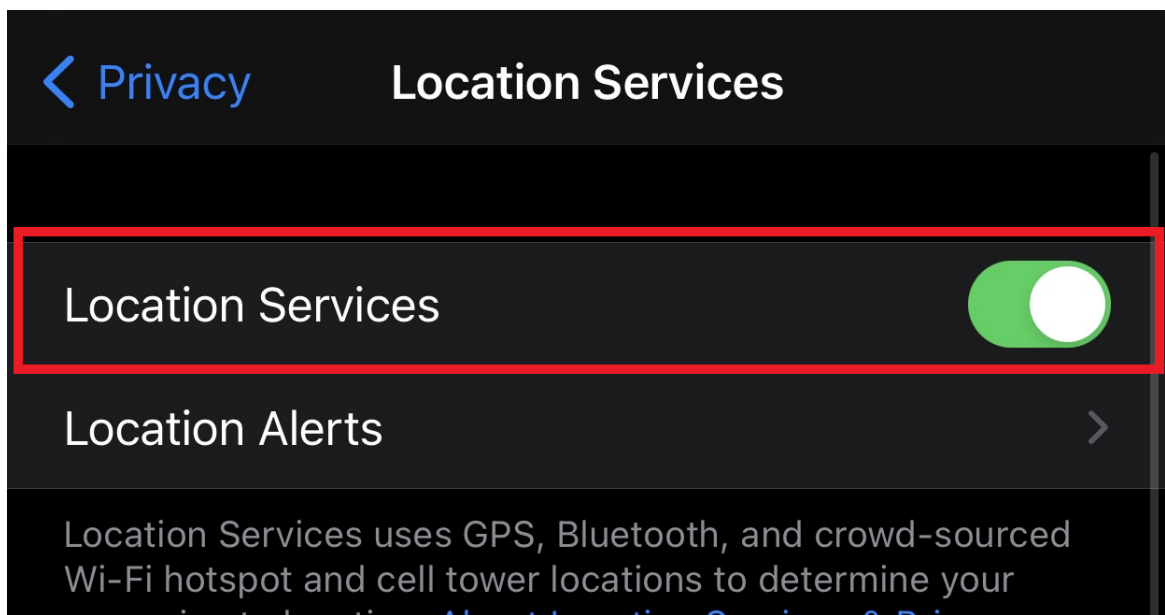 Privacy
Location Services
Location Services
Location Alerts
Location Services uses GPS, Bluetooth, and crowd-sourced
Wi-Fi hotspot and cell tower locations to determine your